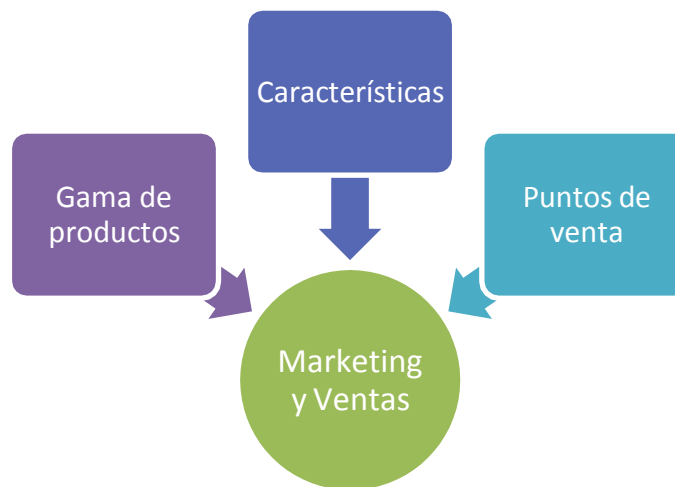 Características
Gama de
productos
Puntos de
venta
Marketing
y Ventas